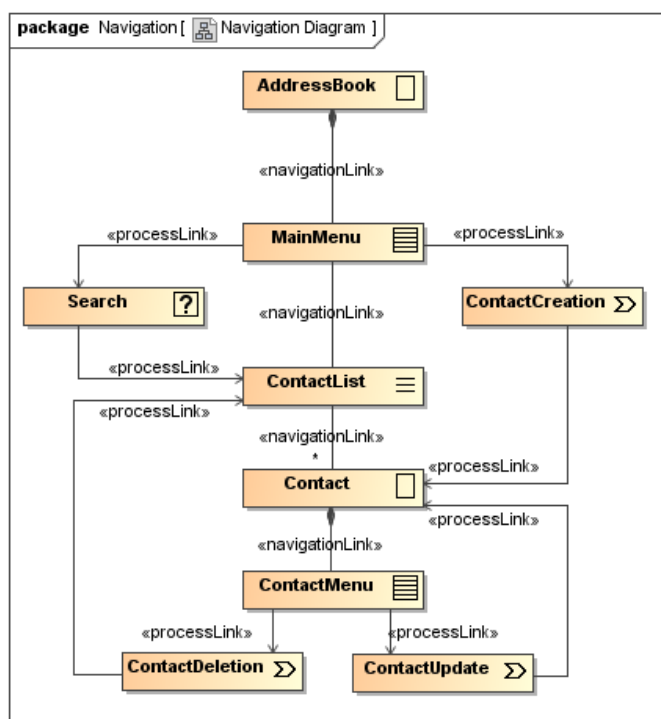 package Navigation [ Navigation Diagram ]
AddressBook
«navigationLink»
«processLink»
MainMenu
«processLink»
Search ?
«navigationLink»
ContactCreation
«processLink»
ContactList
«processLink»
«navigationLink»
*
«processLink»
Contact
«processLink»
«navigationLink»
ContactMenu
«processLink»
«processLink»
ContactDeletion
ContactUpdate